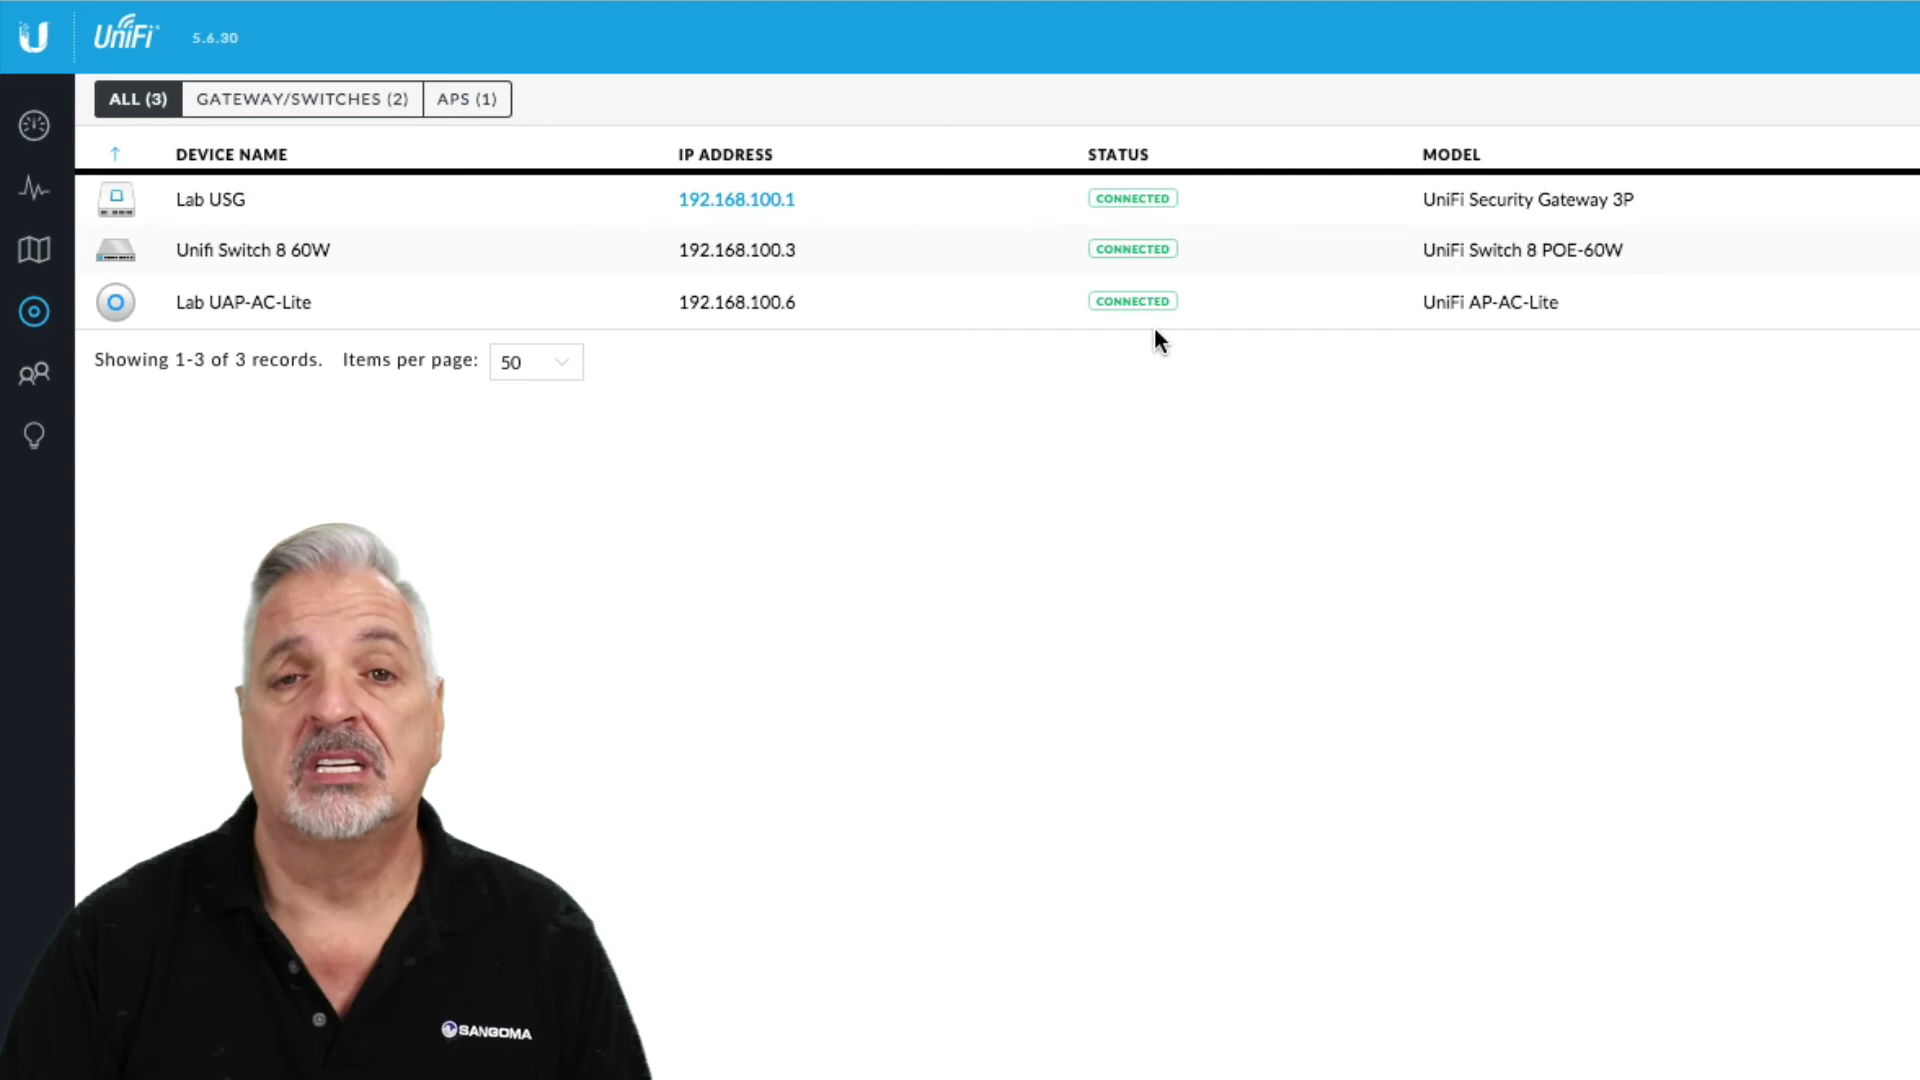 UniFi 5.6.30
ALL (3) GATEWAY/SWITCHES (2) APS (1)
DEVICE NAME IP ADDRESS STATUS MODEL
Lab USG 192.168.100.1 CONNECTED UniFi Security Gateway 3P
Unifi Switch 8 60W 192.168.100.3 CONNECTED UniFi Switch 8 POE-60W
Lab UAP-AC-Lite 192.168.100.6 CONNECTED UniFi AP-AC-Lite
Showing 1-3 of 3 records. Items per page: 50
SANGOMA